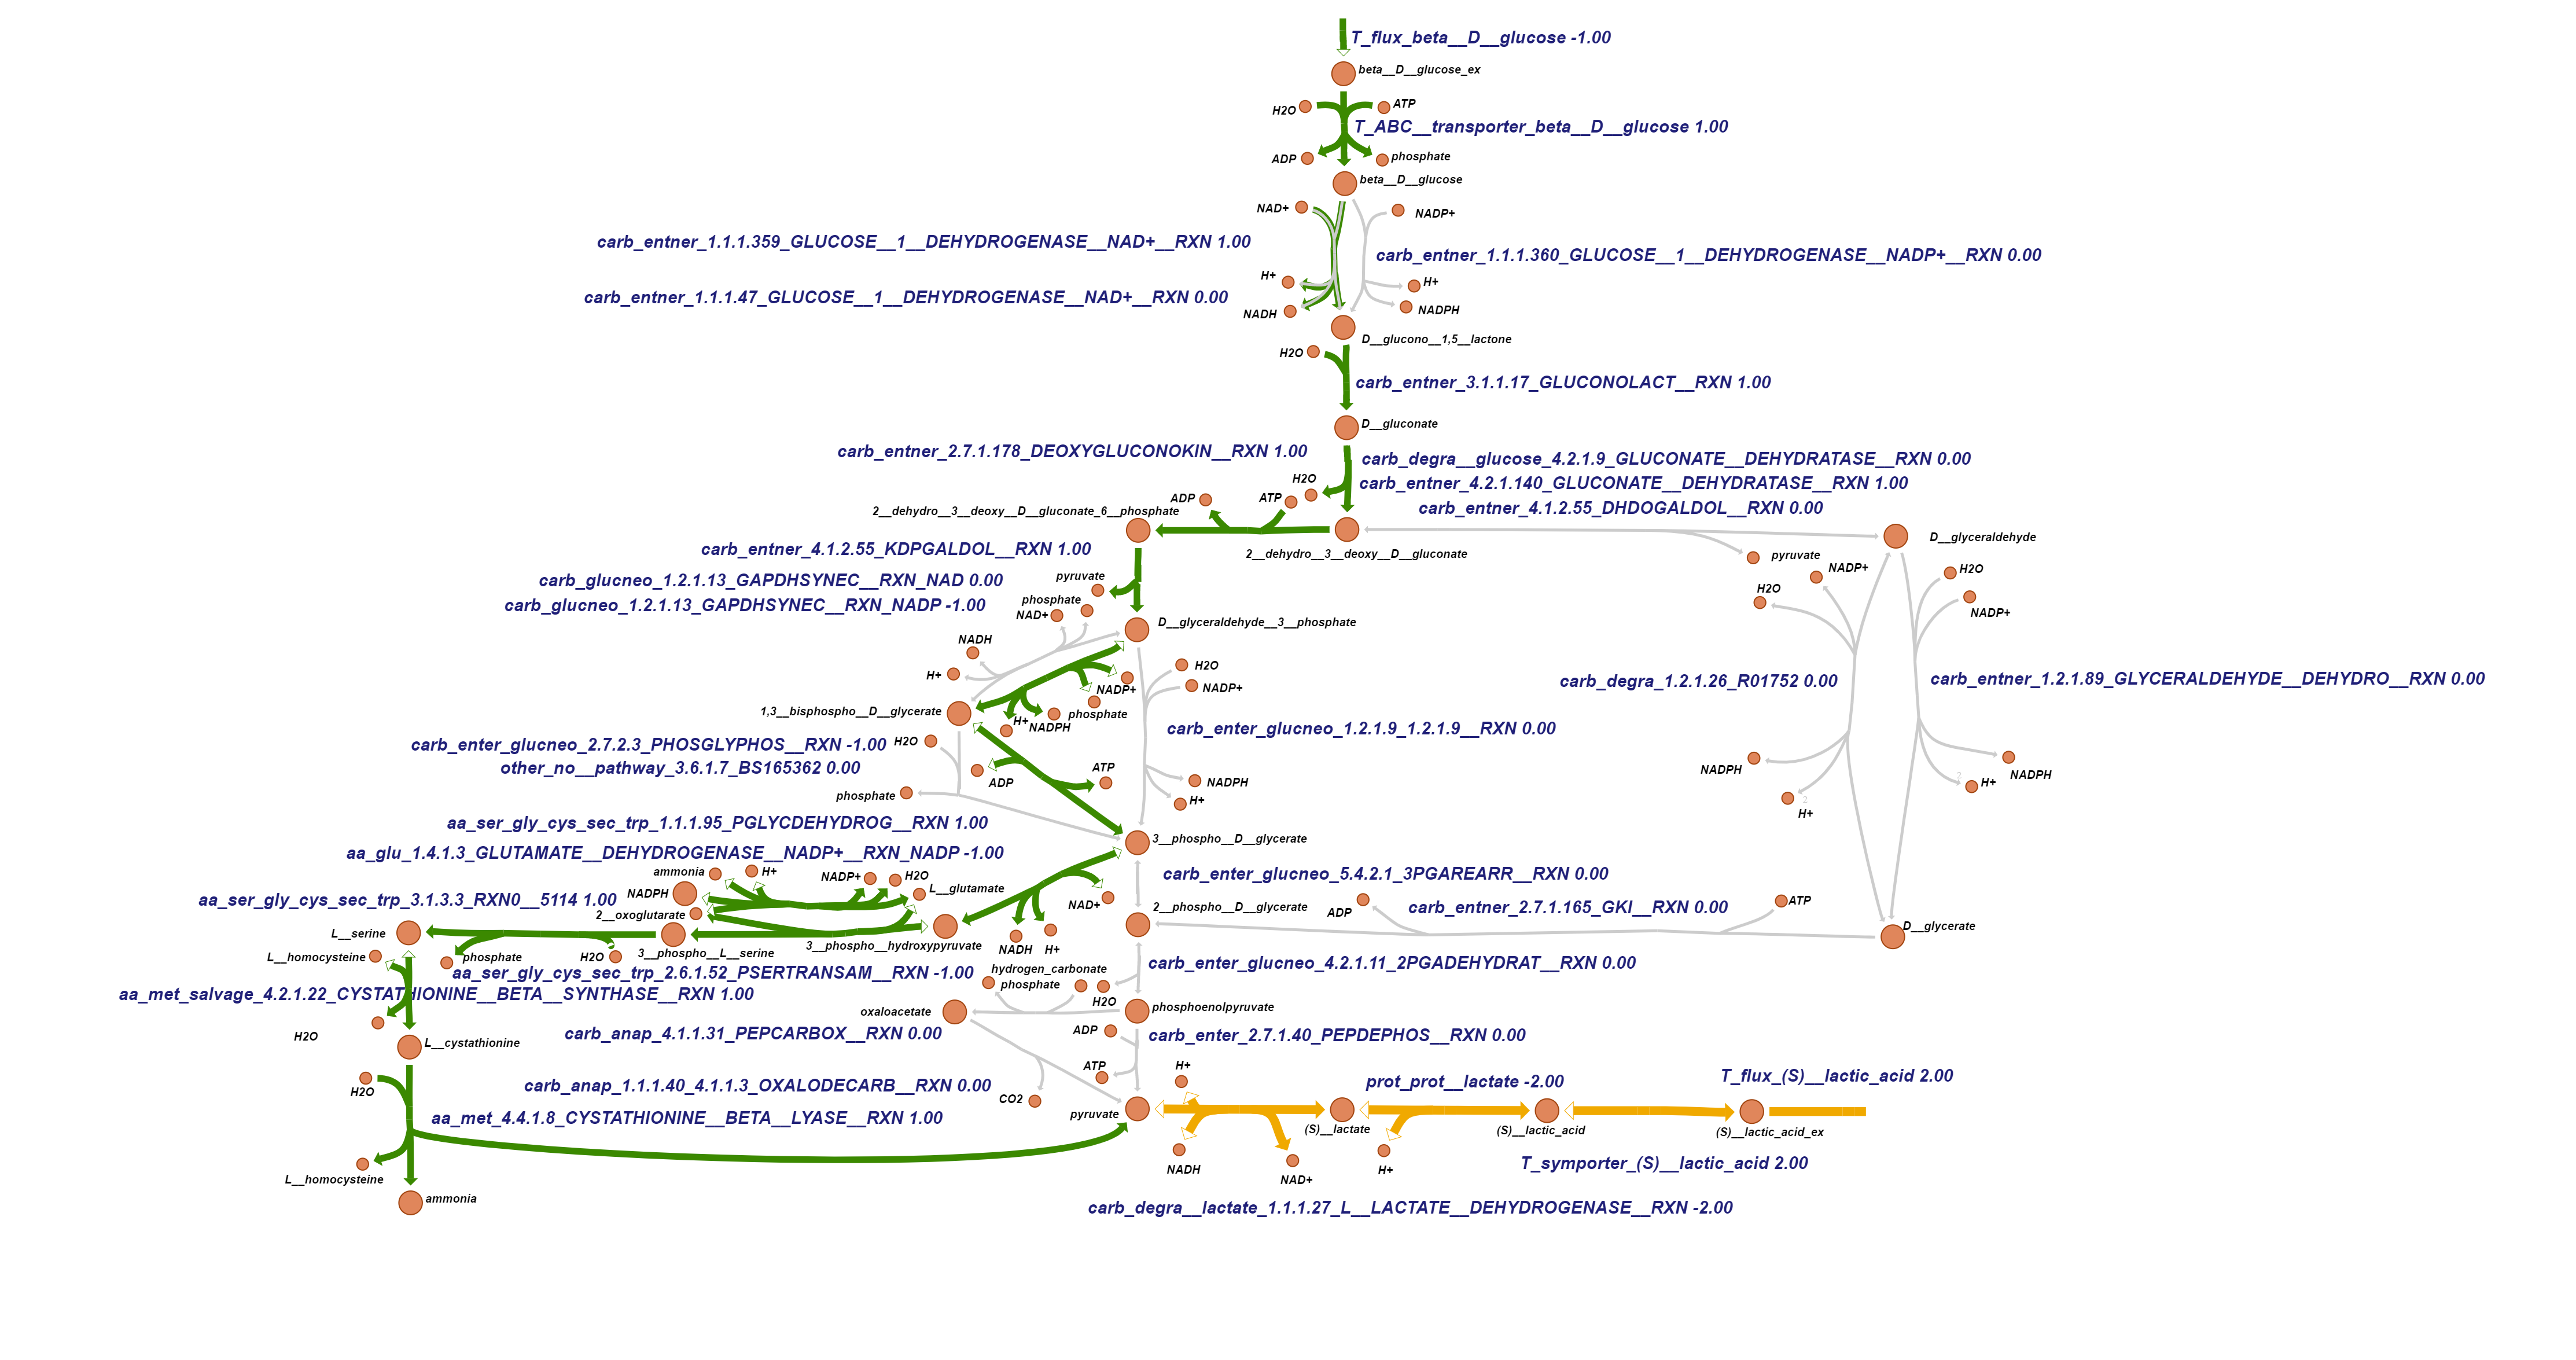 T_flux_beta__D__glucose -1.00
beta__D__glucose_ex
H2O
ATP
T_ABC__transporter_beta__D__glucose 1.00
ADP
phosphate
beta__D__glucose
NAD+
NADP+
carb_entner_1.1.1.359_GLUCOSE__1__DEHYDROGENASE__NAD+__RXN 1.00
carb_entner_1.1.1.360_GLUCOSE__1__DEHYDROGENASE__NADP+__RXN 0.00
H+
H+
carb_entner_1.1.1.47_GLUCOSE__1__DEHYDROGENASE__NAD+__RXN 0.00
NADH
NADPH
D__glucono__1,5__lactone
H2O
carb_entner_3.1.1.17_GLUCONOLACT__RXN 1.00
D__gluconate
carb_entner_2.7.1.178_DEOXYGLUCONOKIN__RXN 1.00
carb_degra__glucose_4.2.1.9_GLUCONATE__DEHYDRATASE__RXN 0.00
H2O
carb_entner_4.2.1.140_GLUCONATE__DEHYDRATASE__RXN 1.00
ADP
ATP
carb_entner_4.1.2.55_DHDOGALDOL__RXN 0.00
2__dehydro__3__deoxy__D__gluconate_6__phosphate
2__dehydro__3__deoxy__D__gluconate
D__glyceraldehyde
carb_entner_4.1.2.55_KDPGALDOL__RXN 1.00
pyruvate
NADP+
H2O
H2O
carb_glucneo_1.2.1.13_GAPDHSYNEC__RXN_NAD 0.00
pyruvate
carb_glucneo_1.2.1.13_GAPDHSYNEC__RXN_NADP -1.00
phosphate
NAD+
NADP+
D__glyceraldehyde__3__phosphate
NADH
H+
H2O
NADP+
NADP+
carb_degra_1.2.1.26_R01752 0.00
carb_entner_1.2.1.89_GLYCERALDEHYDE__DEHYDRO__RXN 0.00
1,3__bisphospho__D__glycerate
phosphate
H+
NADPH
carb_enter_glucneo_1.2.1.9_1.2.1.9__RXN 0.00
carb_enter_glucneo_2.7.2.3_PHOSGLYPHOS__RXN -1.00
H2O
other_no__pathway_3.6.1.7_BS165362 0.00
ATP
ADP
NADPH
NADPH
NADPH
phosphate
H+
2
H+
2
H+
aa_ser_gly_cys_sec_trp_1.1.1.95_PGLYCDEHYDROG__RXN 1.00
3__phospho__D__glycerate
aa_glu_1.4.1.3_GLUTAMATE__DEHYDROGENASE__NADP+__RXN_NADP -1.00
ammonia
H+
NADP+
H2O
carb_enter_glucneo_5.4.2.1_3PGAREARR__RXN 0.00
NADPH
L__glutamate
aa_ser_gly_cys_sec_trp_3.1.3.3_RXN0__5114 1.00
NAD+
2__phospho__D__glycerate
ADP
carb_entner_2.7.1.165_GKI__RXN 0.00
ATP
2__oxoglutarate
L__serine
D__glycerate
3__phospho__hydroxypyruvate
NADH
H+
L__homocysteine
phosphate
H2O
3__phospho__L__serine
carb_enter_glucneo_4.2.1.11_2PGADEHYDRAT__RXN 0.00
aa_ser_gly_cys_sec_trp_2.6.1.52_PSERTRANSAM__RXN -1.00
hydrogen_carbonate
phosphate
aa_met_salvage_4.2.1.22_CYSTATHIONINE__BETA__SYNTHASE__RXN 1.00
H2O
oxaloacetate
phosphoenolpyruvate
H2O
carb_anap_4.1.1.31_PEPCARBOX__RXN 0.00
ADP
carb_enter_2.7.1.40_PEPDEPHOS__RXN 0.00
L__cystathionine
ATP
H+
carb_anap_1.1.1.40_4.1.1.3_OXALODECARB__RXN 0.00
prot_prot__lactate -2.00
T_flux_(S)__lactic_acid 2.00
H2O
CO2
aa_met_4.4.1.8_CYSTATHIONINE__BETA__LYASE__RXN 1.00
pyruvate
(S)__lactate
(S)__lactic_acid
(S)__lactic_acid_ex
NADH
H+
T_symporter_(S)__lactic_acid 2.00
L__homocysteine
NAD+
ammonia
carb_degra__lactate_1.1.1.27_L__LACTATE__DEHYDROGENASE__RXN -2.00